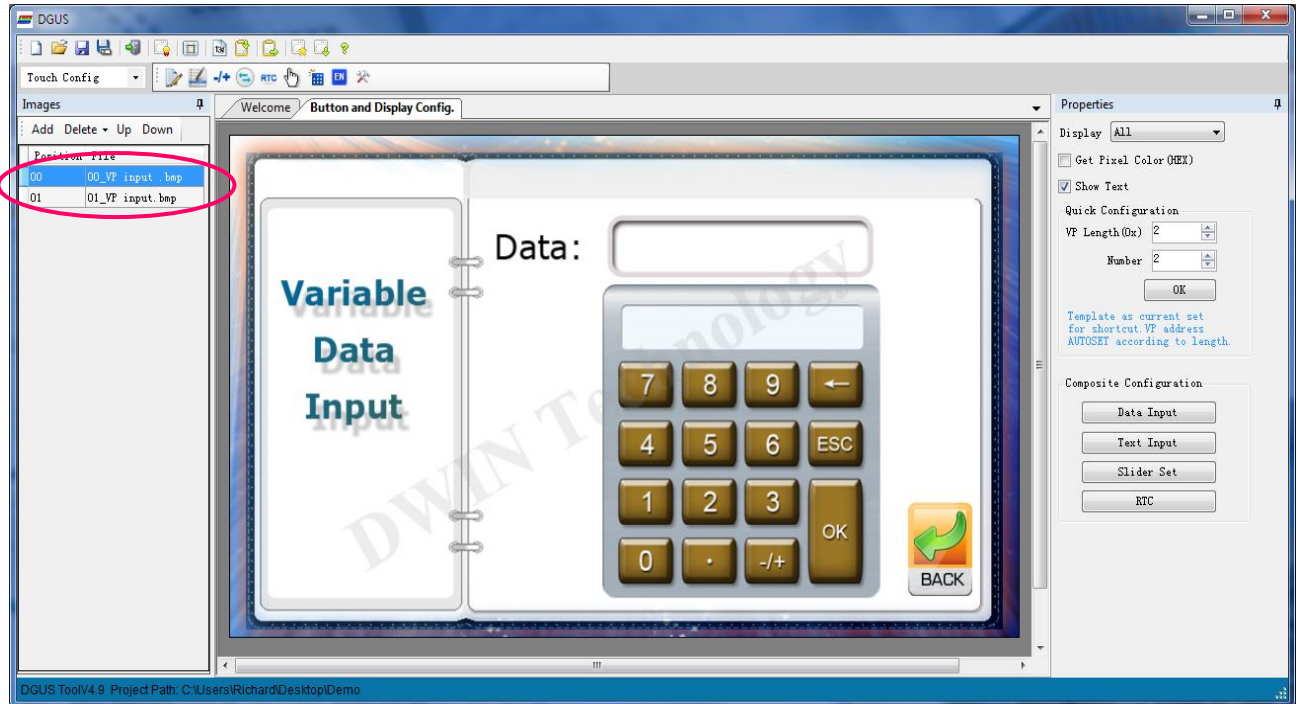 DGUS
Touch Config
-/+ RTC EN
Images
Welcome Button and Display Config.
Properties
Add Delete Up Down
Position File
00 00_VP input .bmp
01 01_VP input.bmp
Variable
Data
Input
Data:
7 8 9 ←
4 5 6 ESC
1 2 3
OK
0 . -/+
BACK
DWIN Technology
Display All
Get Pixel Color(HEX)
Show Text
Quick Configuration
VP Length(0x) 2
Number 2
OK
Template as current set
for shortcut.VP address
AUTOSET according to length.
Composite Configuration
Data Input
Text Input
Slider Set
RTC
DGUS ToolV4.9 Project Path: C:\Users\Richard\Desktop\Demo